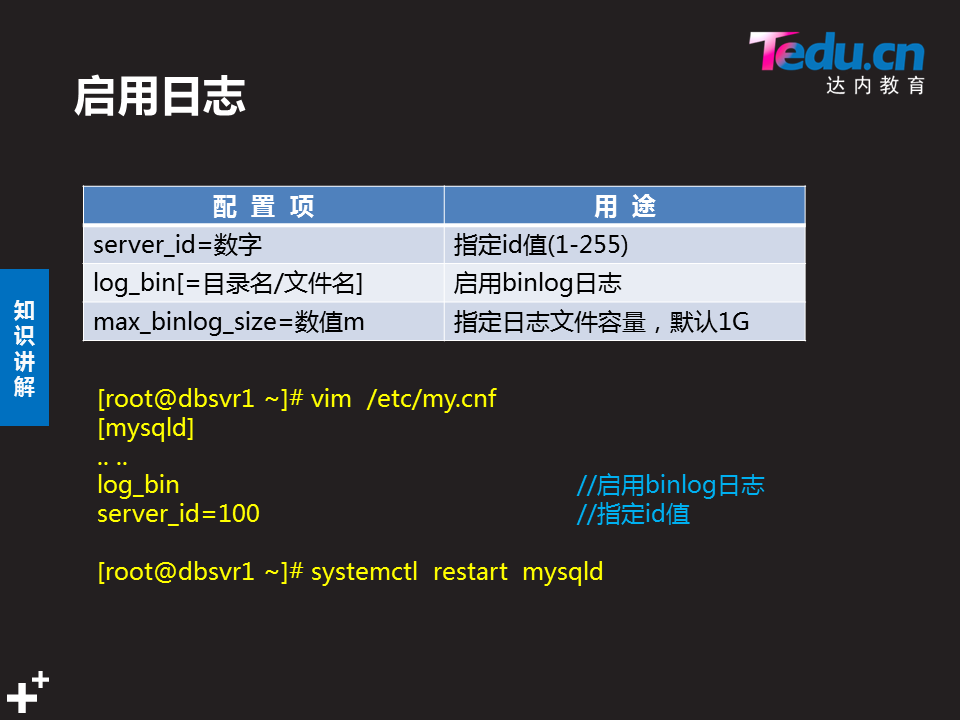 Tedu.cn
达内教育
启用日志
配 置 项 用 途
server_id=数字 指定id值(1-255)
log_bin[=目录名/文件名] 启用binlog日志
max_binlog_size=数值m 指定日志文件容量，默认1G
知识讲解
[root@dbsvr1 ~]# vim  /etc/my.cnf
[mysqld]
.. ..
log_bin //启用binlog日志
server_id=100 //指定id值
[root@dbsvr1 ~]# systemctl  restart  mysqld